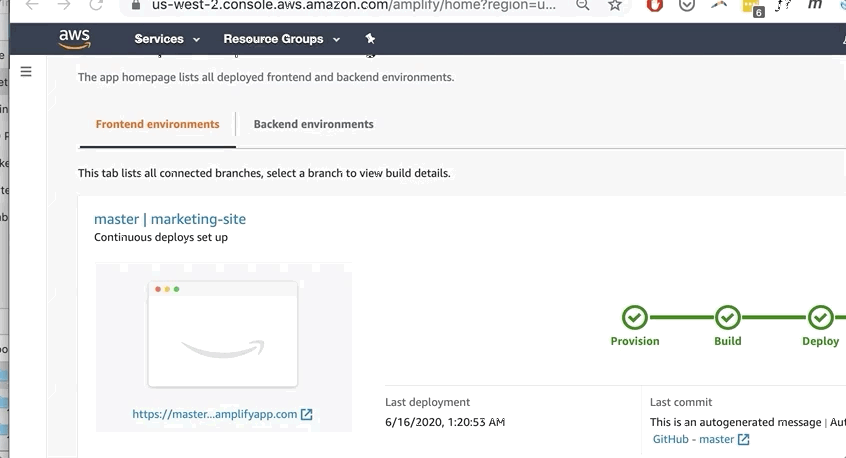 us-west-2.console.aws.amazon.com/amplify/home?region=u...
6
aws
Services
Resource Groups
The app homepage lists all deployed frontend and backend environments.
Frontend environments
Backend environments
This tab lists all connected branches, select a branch to view build details.
master | marketing-site
Continuous deploys set up
Provision
Build
Deploy
https://master...amplifyapp.com
Last deployment
6/16/2020, 1:20:53 AM
Last commit
This is an autogenerated message | Aut
GitHub - master